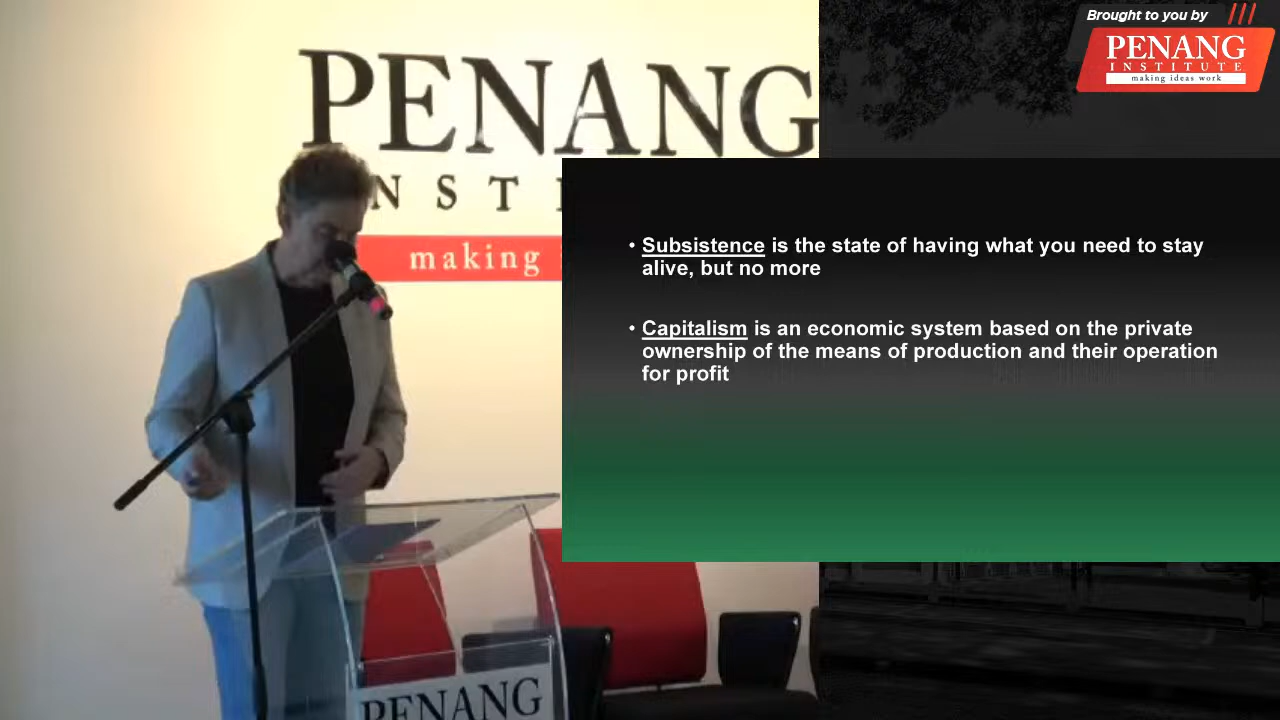 Brought to you by
PENANG
INSTITUTE
making ideas work
PENANG
NSTI
making
• Subsistence is the state of having what you need to stay
alive, but no more
• Capitalism is an economic system based on the private
ownership of the means of production and their operation
for profit
PENANG